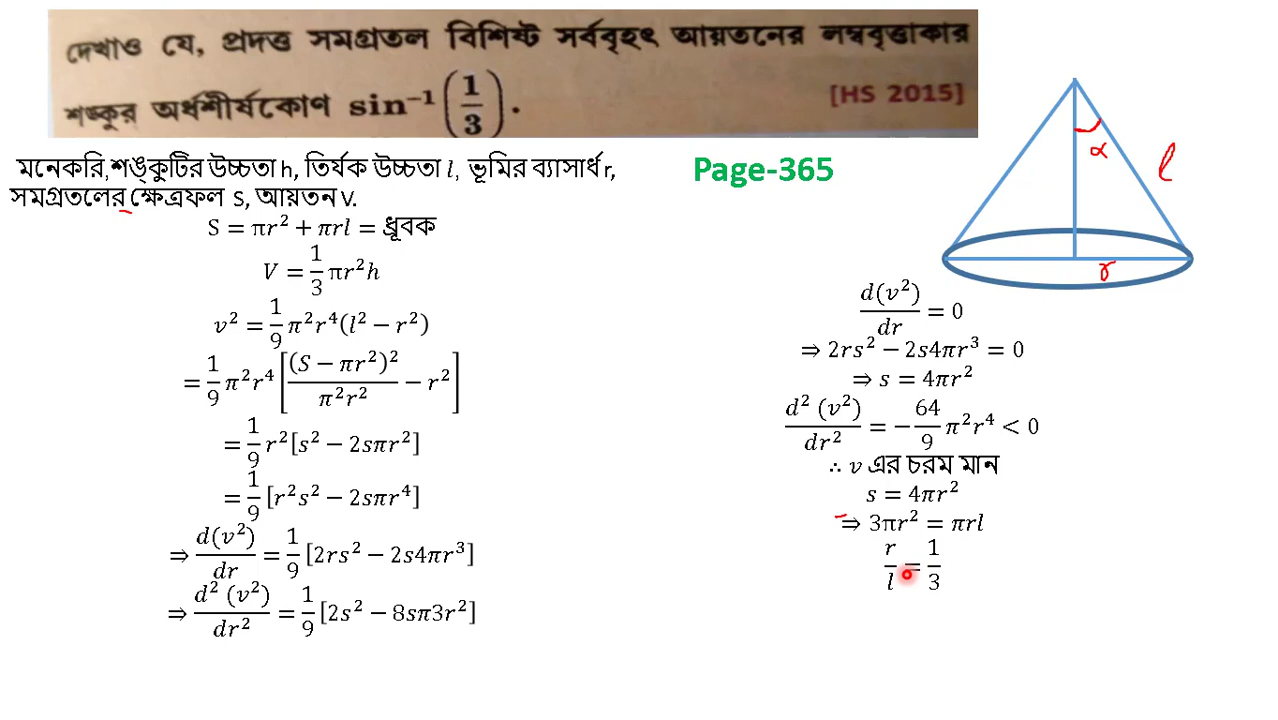 দেখাও যে, প্রদত্ত সমগ্রতল বিশিষ্ট সর্ববৃহৎ আয়তনের লম্ববৃত্তাকার
শঙ্কুর অর্ধশীর্ষকোণ sin⁻¹(1/3).
[HS 2015]
মনেকরি,শঙ্কুটির উচ্চতা h, তির্যক উচ্চতা l, ভূমির ব্যাসার্ধ r,
সমগ্রতলের ক্ষেত্রফল S, আয়তন V.
Page-365
S = πr² + πrl = ধ্রূবক
V = 1/3 πr²h
v² = 1/9 π²r⁴(l² − r²)
= 1/9 π²r⁴[(S − πr²)²/π²r² − r²]
= 1/9 r²[s² − 2sπr²]
= 1/9 [r²s² − 2sπr⁴]
⇒ d(v²)/dr = 1/9 [2rs² − 2s4πr³]
⇒ d² (v²)/dr² = 1/9 [2s² − 8sπ3r²]
α
l
r
d(v²)/dr = 0
⇒ 2rs² − 2s4πr³ = 0
⇒ s = 4πr²
d² (v²)/dr² = −64/9 π²r⁴ < 0
∴ v এর চরম মান
s = 4πr²
⇒ 3πr² = πrl
r/l = 1/3